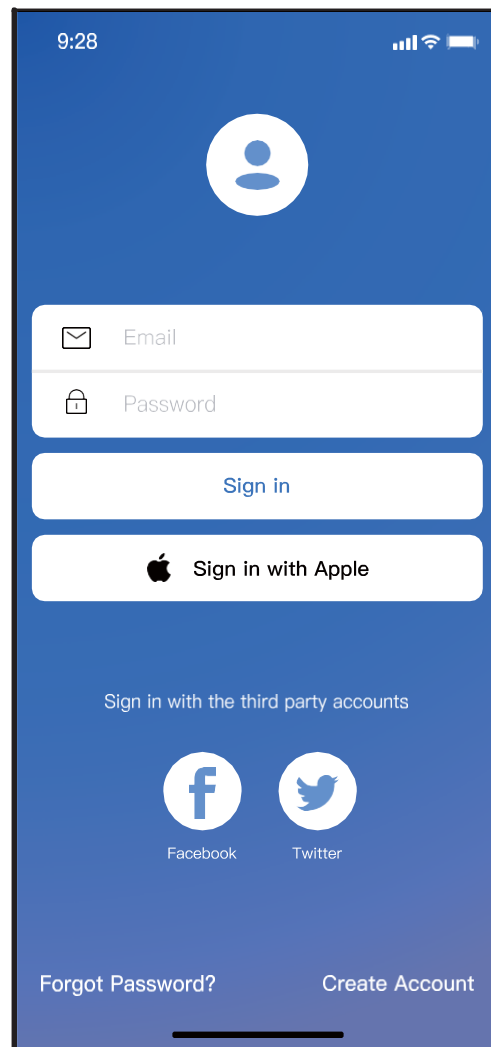 9:28
Email
Password
Sign in
Sign in with Apple
Sign in with the third party accounts
Facebook
Twitter
Forgot Password?
Create Account